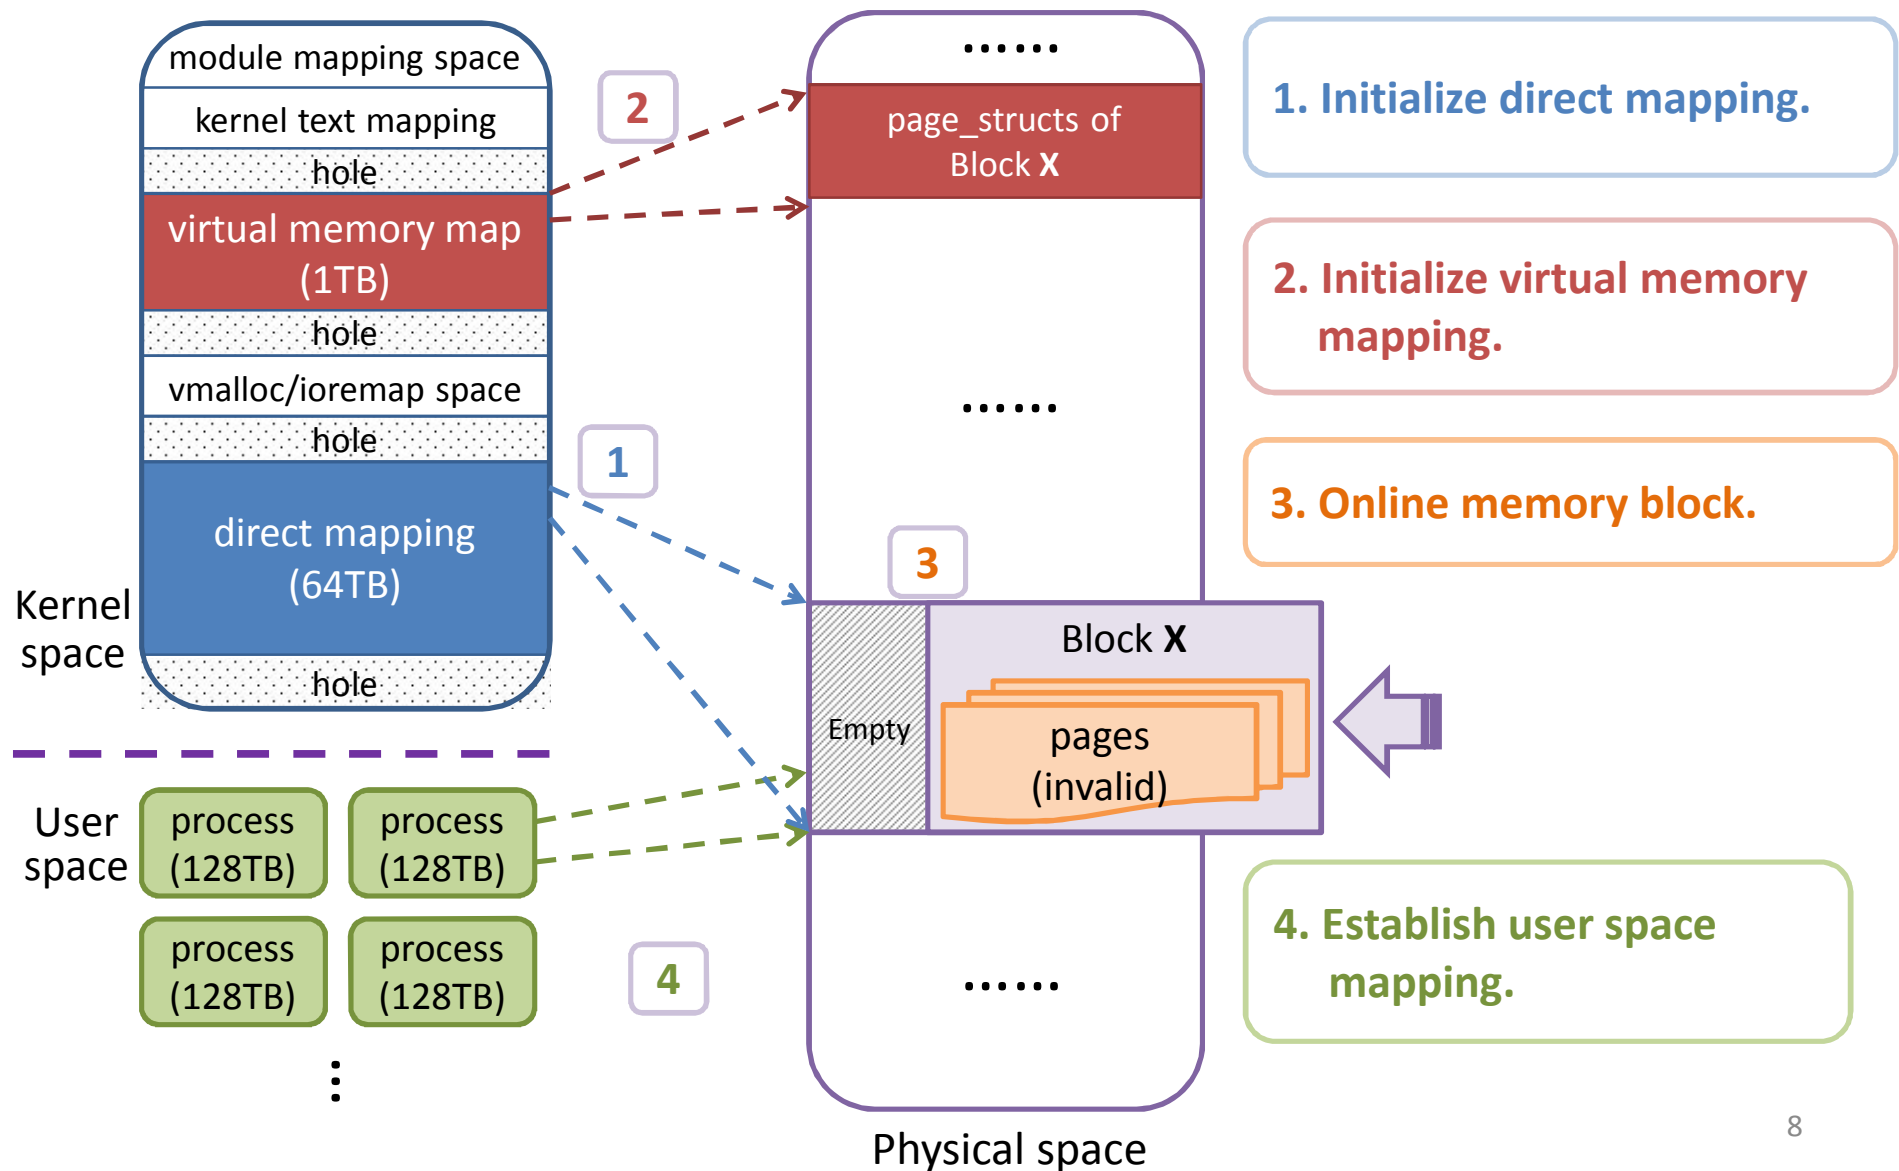 module mapping space
kernel text mapping
hole
virtual memory map
(1TB)
hole
vmalloc/ioremap space
hole
direct mapping
(64TB)
hole
Kernel
space
User
space
process
(128TB)
process
(128TB)
process
(128TB)
process
(128TB)
⋮
2
1
3
4
......
page_structs of
Block X
......
Empty
Block X
pages
(invalid)
......
Physical space
1. Initialize direct mapping.
2. Initialize virtual memory
mapping.
3. Online memory block.
4. Establish user space
mapping.
8